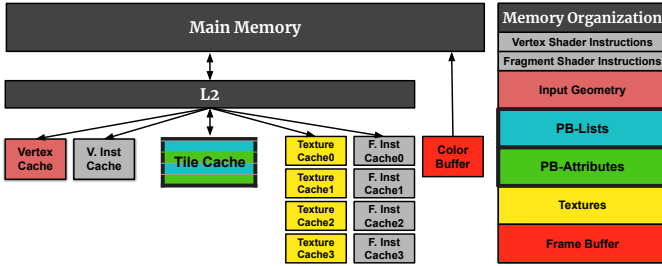 Main Memory
L2
Vertex
Cache
V. Inst
Cache
Tile Cache
Texture
Cache0
Texture
Cache1
Texture
Cache2
Texture
Cache3
F. Inst
Cache0
F. Inst
Cache1
F. Inst
Cache2
F. Inst
Cache3
Color
Buffer
Memory Organization
Vertex Shader Instructions
Fragment Shader Instructions
Input Geometry
PB-Lists
PB-Attributes
Textures
Frame Buffer